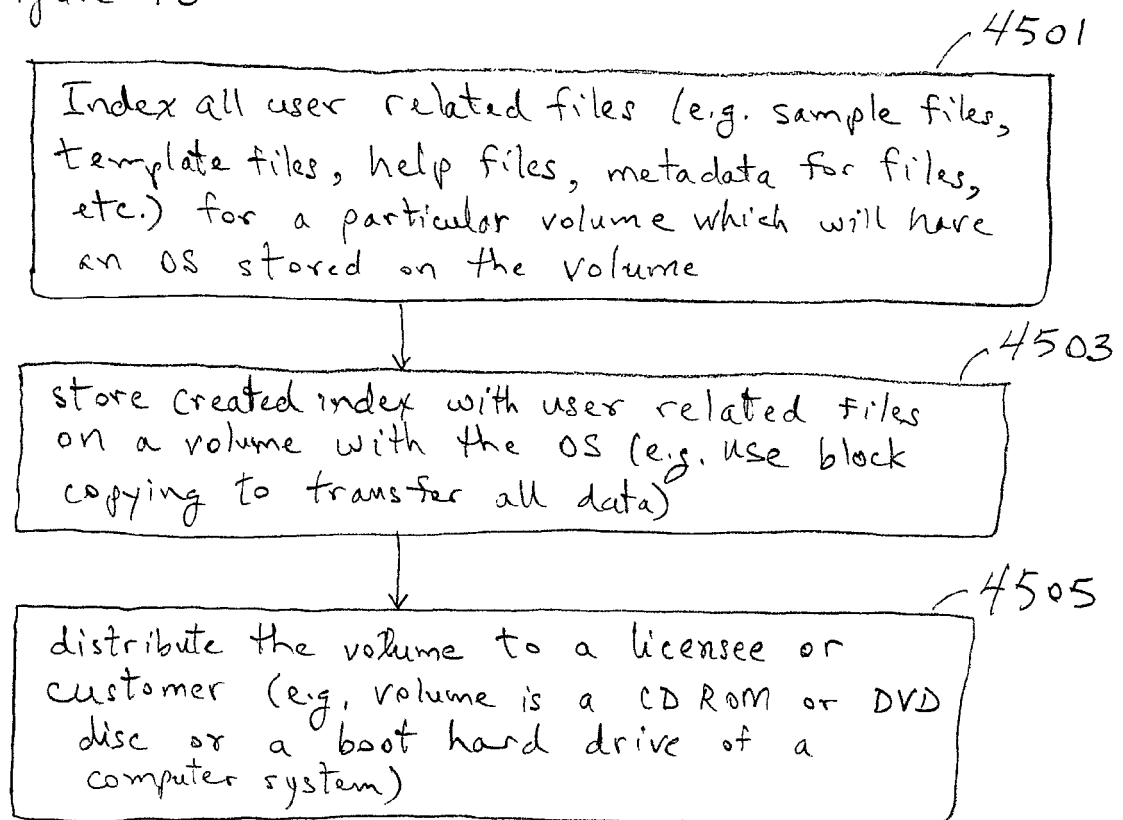 4501
Index all user related files (e.g. sample files,
template files, help files, metadata for files,
etc.) for a particular volume which will have
an OS stored on the volume
4503
store created index with user related files
on a volume with the OS (e.g. use block
copying to transfer all data)
4505
distribute the volume to a licensee or
customer (e.g. volume is a CD ROM or DVD
disc or a boot hard drive of a
computer system)